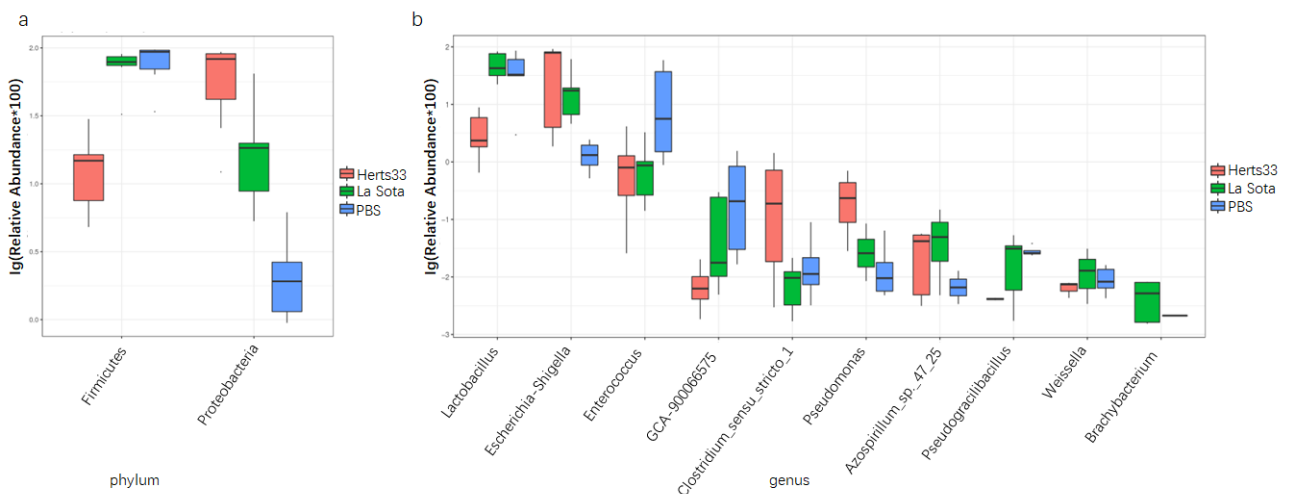 a
lg(Relative Abundance*100)
2.0
1.5
1.0
0.5
0.0
Firmicutes
Proteobacteria
phylum
Herts33
La Sota
PBS
b
lg(Relative Abundance*100)
2
1
0
−1
−2
−3
Lactobacillus
Escherichia-Shigella
Enterococcus
GCA-900066575
Clostridium_sensu_stricto_1
Pseudomonas
Azospirillum_sp._47_25
Pseudogracilibacillus
Weissella
Brachybacterium
genus
Herts33
La Sota
PBS